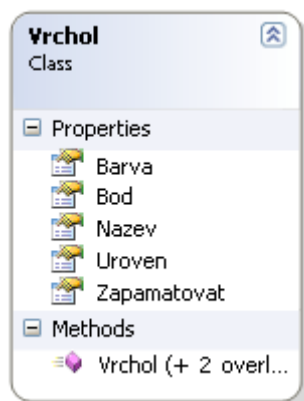 Vrchol
Class
Properties
Barva
Bod
Nazev
Uroven
Zapamatovat
Methods
Vrchol (+ 2 overl...